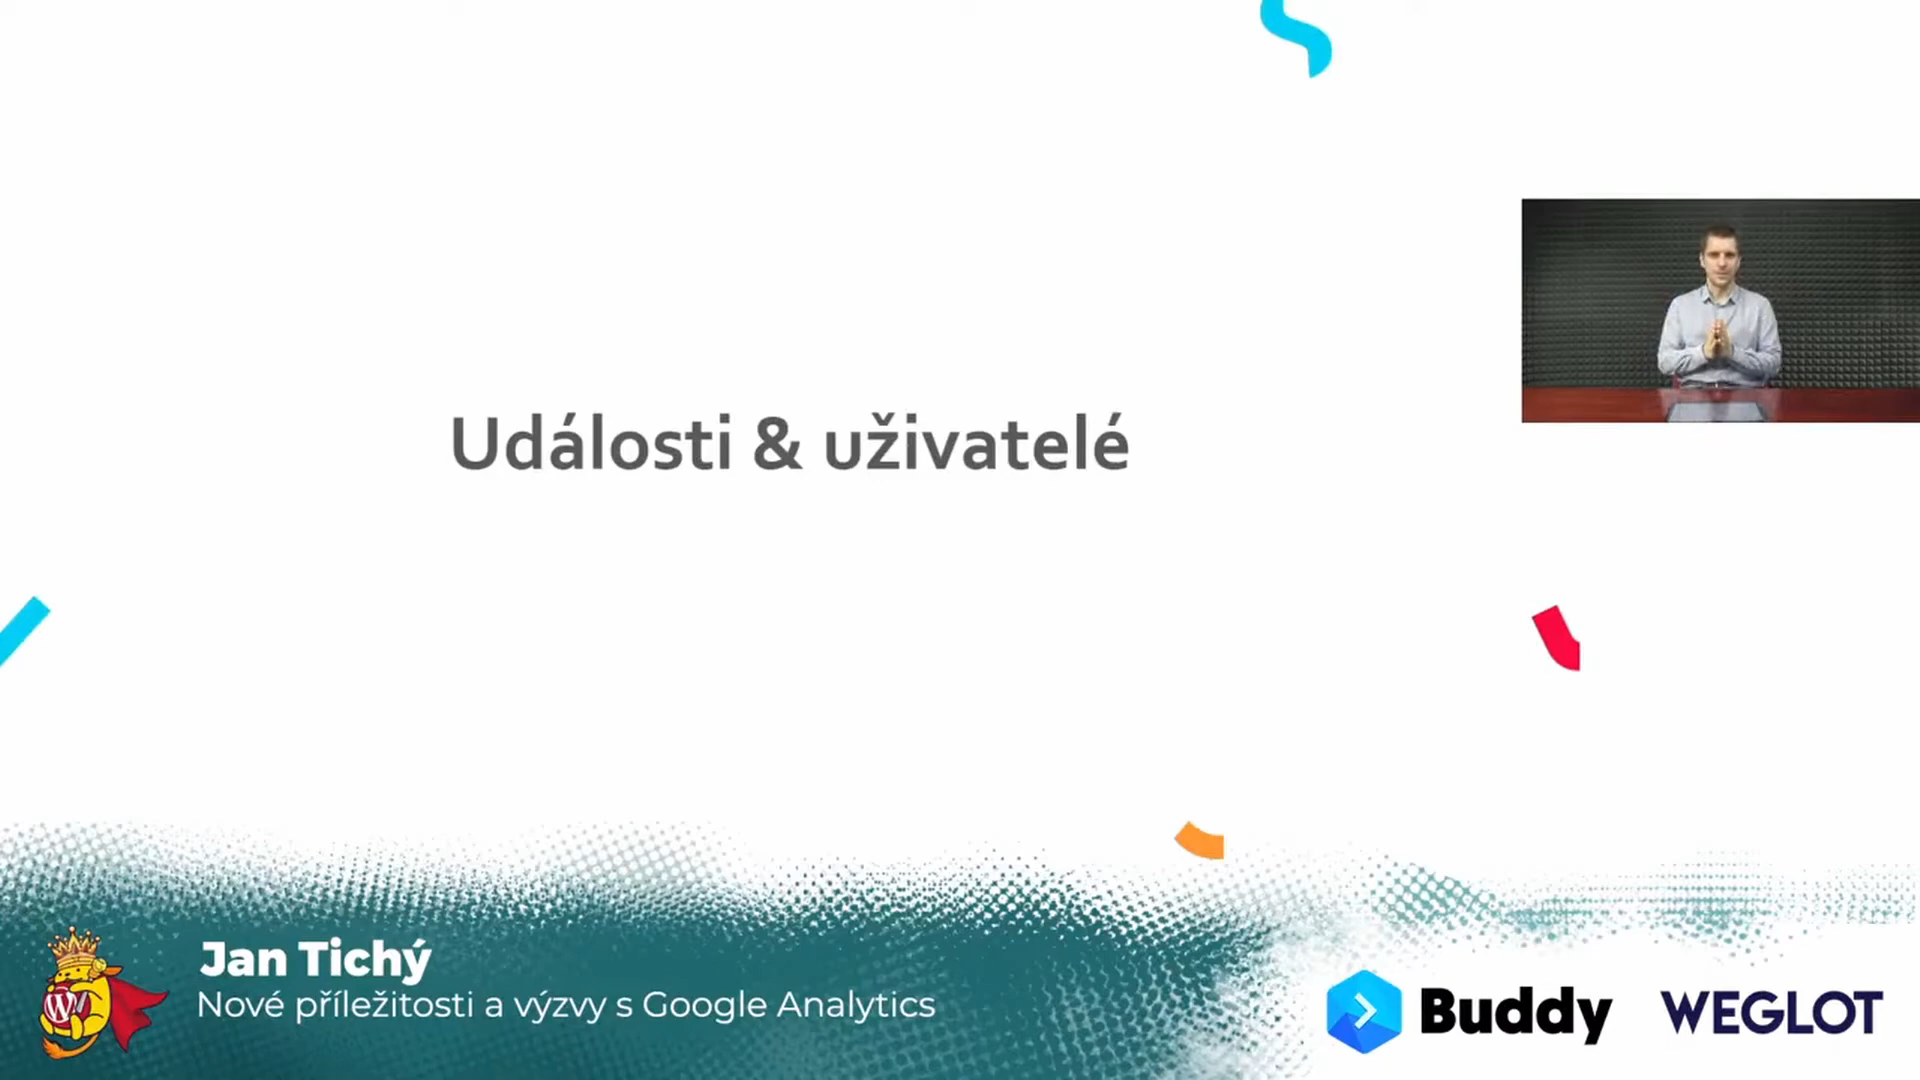 Události & uživatelé
Jan Tichý
Nové příležitosti a výzvy s Google Analytics
Buddy
WEGLOT